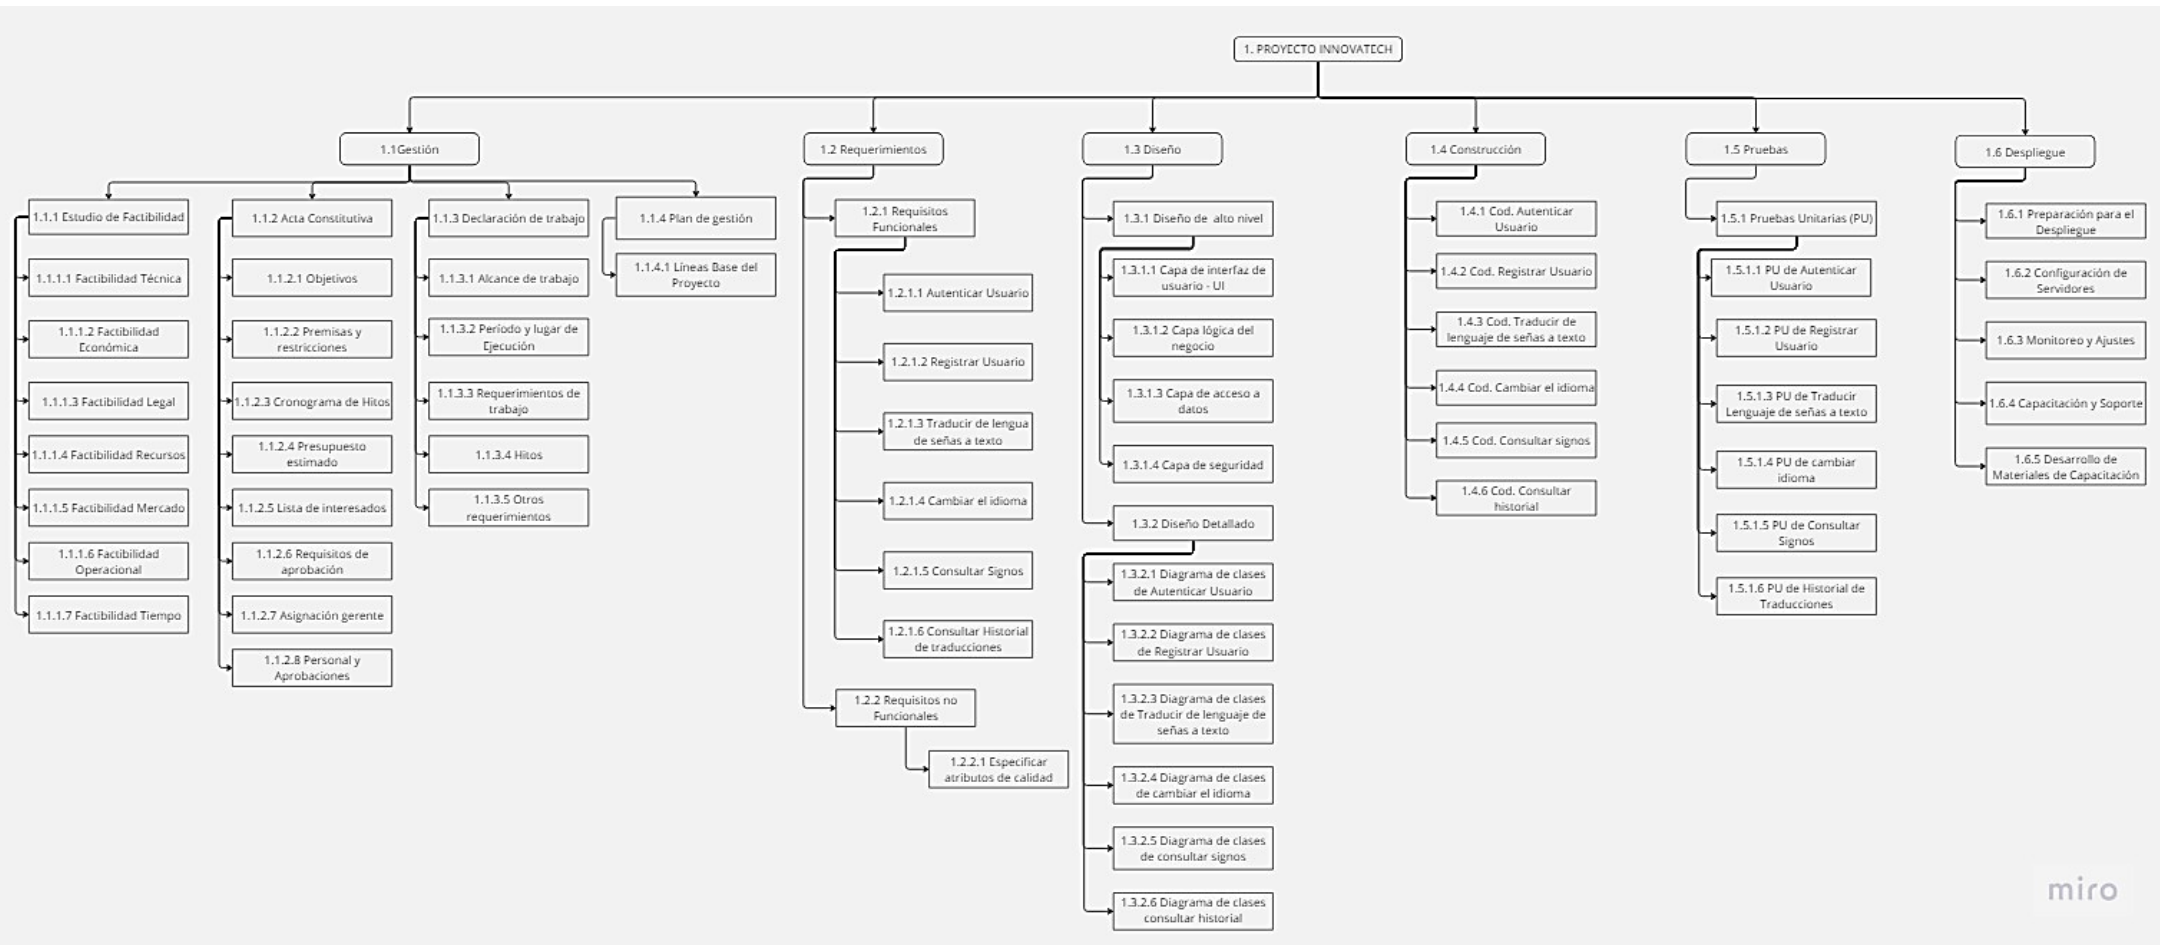 1. PROYECTO INNOVATECH
1.1Gestión
1.1.1 Estudio de Factibilidad
1.1.1.1 Factibilidad Técnica
1.1.1.2 Factibilidad
Económica
1.1.1.3 Factibilidad Legal
1.1.1.4 Factibilidad Recursos
1.1.1.5 Factibilidad Mercado
1.1.1.6 Factibilidad
Operacional
1.1.1.7 Factibilidad Tiempo
1.1.2 Acta Constitutiva
1.1.2.1 Objetivos
1.1.2.2 Premisas y
restricciones
1.1.2.3 Cronograma de Hitos
1.1.2.4 Presupuesto
estimado
1.1.2.5 Lista de interesados
1.1.2.6 Requisitos de
aprobación
1.1.2.7 Asignación gerente
1.1.2.8 Personal y
Aprobaciones
1.1.3 Declaración de trabajo
1.1.3.1 Alcance de trabajo
1.1.3.2 Período y lugar de
Ejecución
1.1.3.3 Requerimientos de
trabajo
1.1.3.4 Hitos
1.1.3.5 Otros
requerimientos
1.1.4 Plan de gestión
1.1.4.1 Líneas Base del
Proyecto
1.2 Requerimientos
1.2.1 Requisitos
Funcionales
1.2.1.1 Autenticar Usuario
1.2.1.2 Registrar Usuario
1.2.1.3 Traducir de lengua
de señas a texto
1.2.1.4 Cambiar el idioma
1.2.1.5 Consultar Signos
1.2.1.6 Consultar Historial
de traducciones
1.2.2 Requisitos no
Funcionales
1.2.2.1 Especificar
atributos de calidad
1.3 Diseño
1.3.1 Diseño de alto nivel
1.3.1.1 Capa de interfaz de
usuario - UI
1.3.1.2 Capa lógica del
negocio
1.3.1.3 Capa de acceso a
datos
1.3.1.4 Capa de seguridad
1.3.2 Diseño Detallado
1.3.2.1 Diagrama de clases
de Autenticar Usuario
1.3.2.2 Diagrama de clases
de Registrar Usuario
1.3.2.3 Diagrama de clases
de Traducir de lenguaje de
señas a texto
1.3.2.4 Diagrama de clases
de cambiar el idioma
1.3.2.5 Diagrama de clases
de consultar signos
1.3.2.6 Diagrama de clases
consultar historial
1.4 Construcción
1.4.1 Cod. Autenticar
Usuario
1.4.2 Cod. Registrar Usuario
1.4.3 Cod. Traducir de
lenguaje de señas a texto
1.4.4 Cod. Cambiar el idioma
1.4.5 Cod. Consultar signos
1.4.6 Cod. Consultar
historial
1.5 Pruebas
1.5.1 Pruebas Unitarias (PU)
1.5.1.1 PU de Autenticar
Usuario
1.5.1.2 PU de Registrar
Usuario
1.5.1.3 PU de Traducir
Lenguaje de señas a texto
1.5.1.4 PU de cambiar
idioma
1.5.1.5 PU de Consultar
Signos
1.5.1.6 PU de Historial de
Traducciones
1.6 Despliegue
1.6.1 Preparación para el
Despliegue
1.6.2 Configuración de
Servidores
1.6.3 Monitoreo y Ajustes
1.6.4 Capacitación y Soporte
1.6.5 Desarrollo de
Materiales de Capacitación
miro